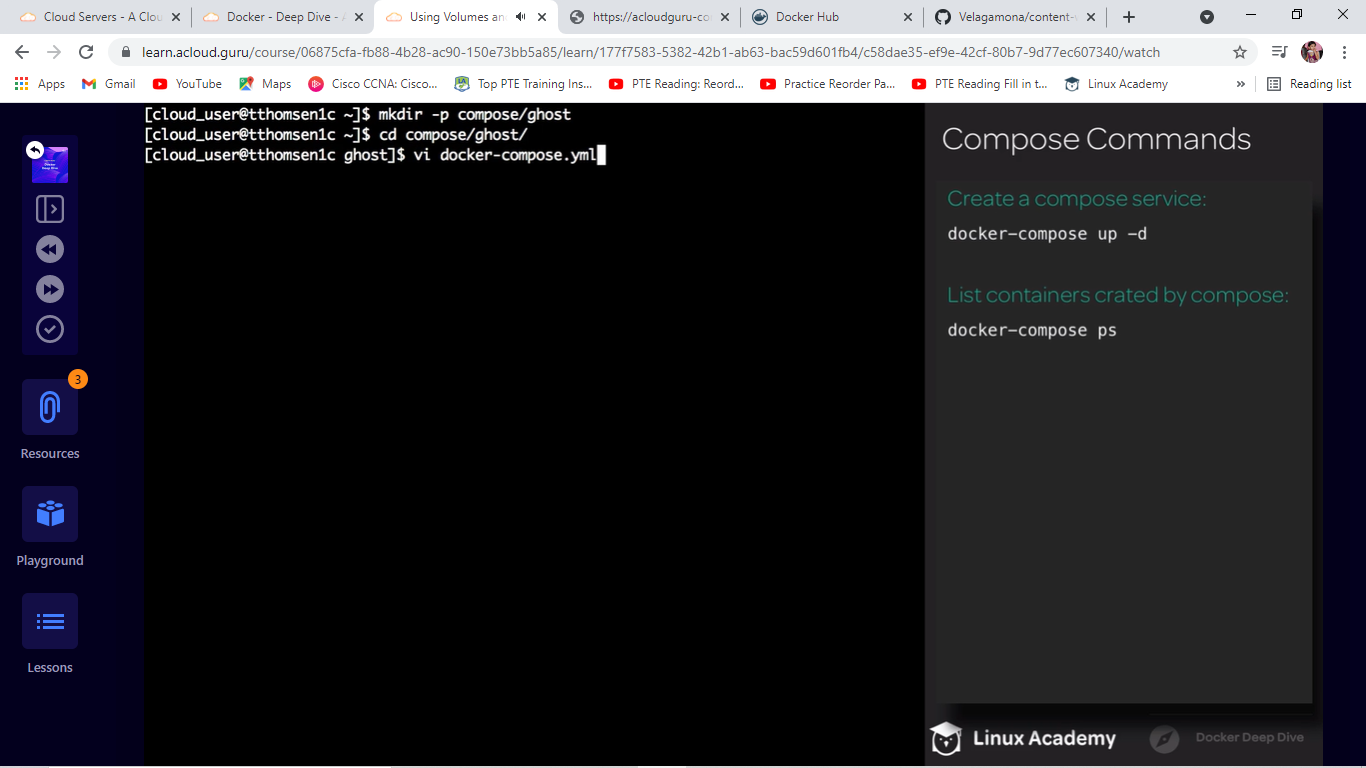 Cloud Servers - A Clou
Docker - Deep Dive - A
Using Volumes and
https://acloudguru-co
Docker Hub
Velagamona/content-
learn.acloud.guru/course/06875cfa-fb88-4b28-ac90-150e73bb5a85/learn/177f7583-5382-42b1-ab63-bac59d601fb4/c58dae35-ef9e-42cf-80b7-9d77ec607340/watch
Apps
Gmail
YouTube
Maps
Cisco CCNA: Cisco...
Top PTE Training Ins...
PTE Reading: Reord...
Practice Reorder Pa...
PTE Reading Fill in t...
Linux Academy
»
Reading list
[cloud_user@tthomsen1c ~]$ mkdir -p compose/ghost
[cloud_user@tthomsen1c ~]$ cd compose/ghost/
[cloud_user@tthomsen1c ghost]$ vi docker-compose.yml
Docker
Deep Dive
3
Resources
Playground
Lessons
Compose Commands
Create a compose service:
docker-compose up -d
List containers crated by compose:
docker-compose ps
Linux Academy
Docker Deep Dive